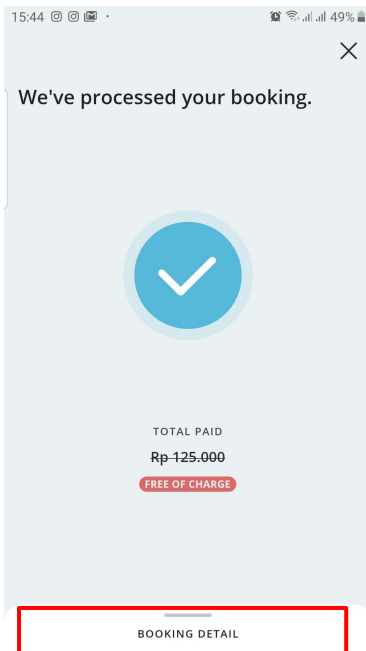 15:44
49%
We've processed your booking.
TOTAL PAID
Rp 125.000
FREE OF CHARGE
BOOKING DETAIL